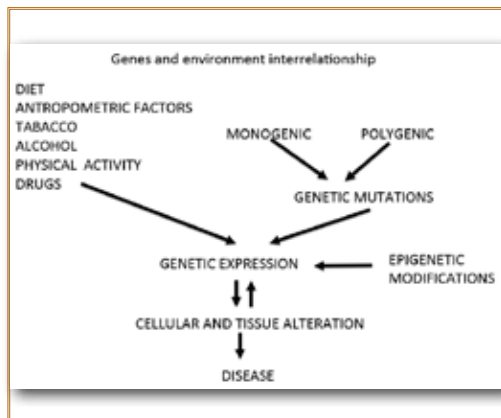 Genes and environment interrelationship
DIET
ANTROPOMETRIC FACTORS
TABACCO
ALCOHOL
PHYSICAL ACTIVITY
DRUGS
MONOGENIC
POLYGENIC
GENETIC MUTATIONS
GENETIC EXPRESSION
EPIGENETIC
MODIFICATIONS
CELLULAR AND TISSUE ALTERATION
DISEASE